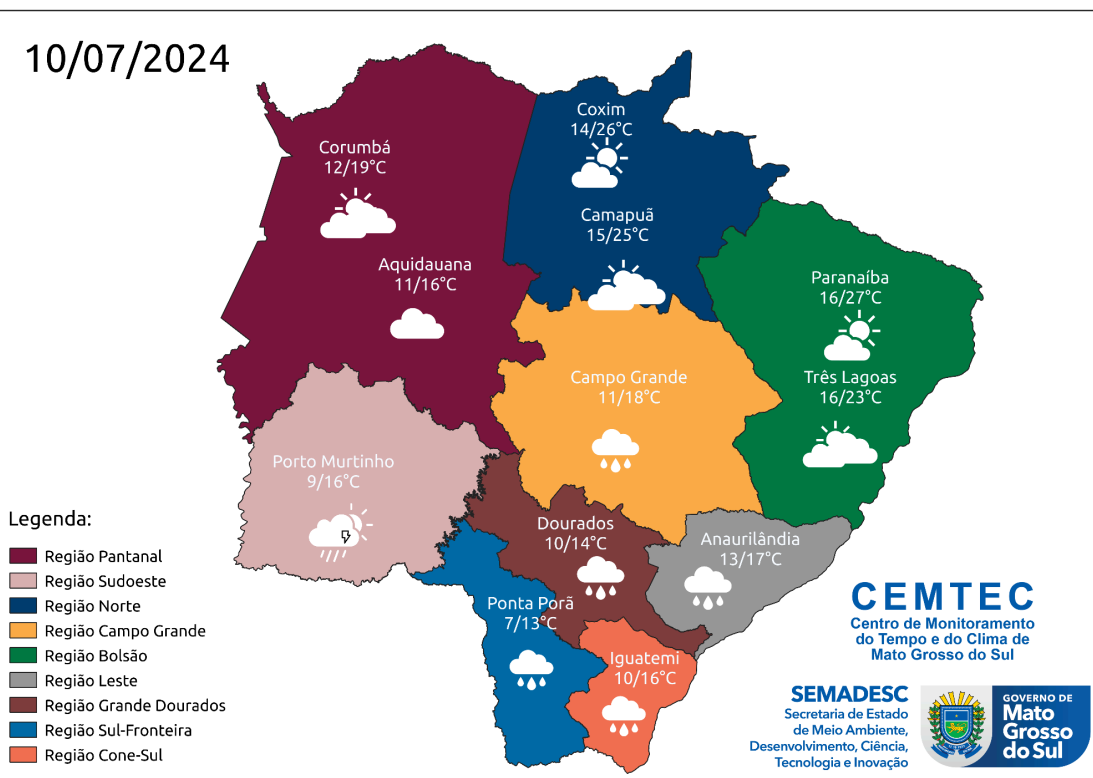 10/07/2024
Coxim
14/26°C
Corumbá
12/19°C
Camapuã
15/25°C
Aquidauana
11/16°C
Paranaíba
16/27°C
Campo Grande
11/18°C
Três Lagoas
16/23°C
Porto Murtinho
9/16°C
Dourados
10/14°C
Anaurilândia
13/17°C
Ponta Porã
7/13°C
Iguatemi
10/16°C
Legenda:
Região Pantanal
Região Sudoeste
Região Norte
Região Campo Grande
Região Bolsão
Região Leste
Região Grande Dourados
Região Sul-Fronteira
Região Cone-Sul
CEMTEC
Centro de Monitoramento
do Tempo e do Clima de
Mato Grosso do Sul
SEMADESC
Secretaria de Estado
de Meio Ambiente,
Desenvolvimento, Ciência,
Tecnologia e Inovação
GOVERNO DE
Mato
Grosso
do Sul